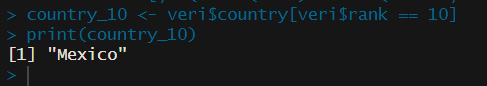 > country_10 <- veri$country[veri$rank == 10]
> print(country_10)
[1] "Mexico"
>